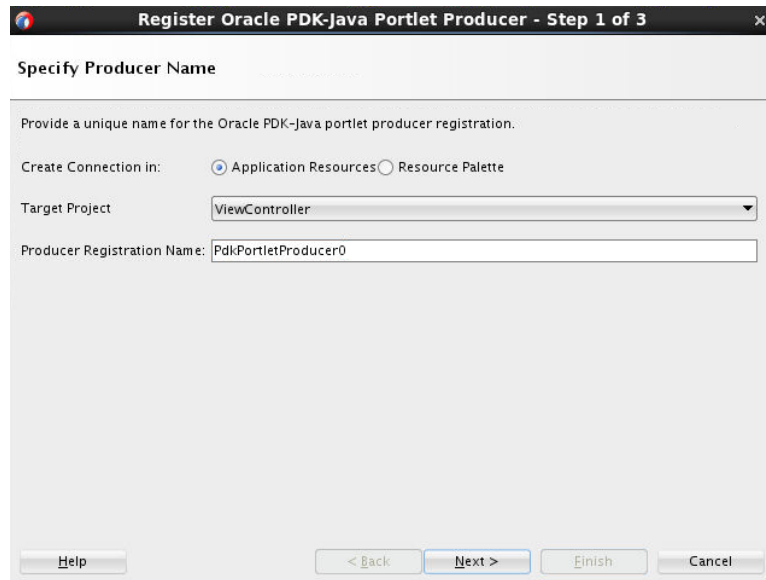 Register Oracle PDK-Java Portlet Producer - Step 1 of 3
Specify Producer Name
Provide a unique name for the Oracle PDK-Java portlet producer registration.
Create Connection in: Application Resources Resource Palette
Target Project ViewController
Producer Registration Name: PdkPortletProducer0
Help < Back Next > Finish Cancel